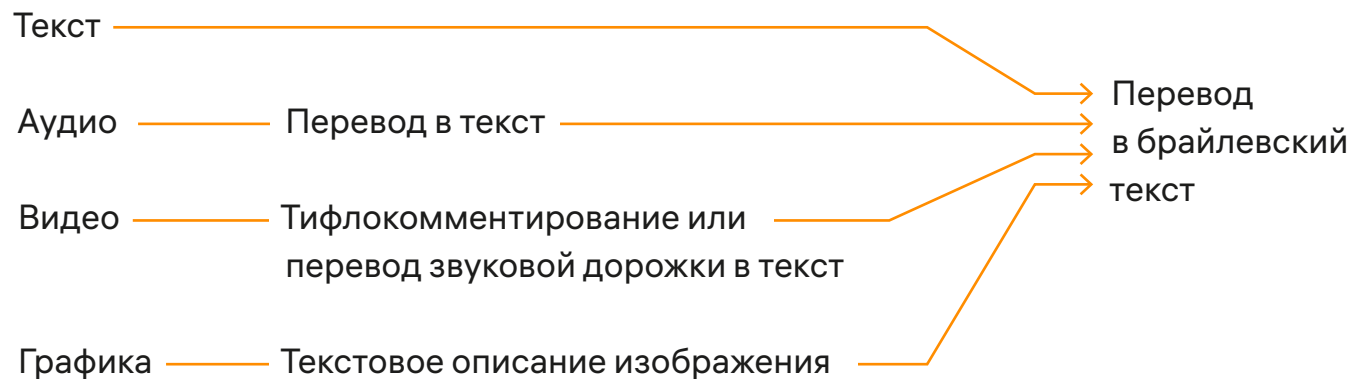 Текст
Аудио
Перевод в текст
Видео
Тифлокомментирование или
перевод звуковой дорожки в текст
Графика
Текстовое описание изображения
Перевод
в брайлевский
текст